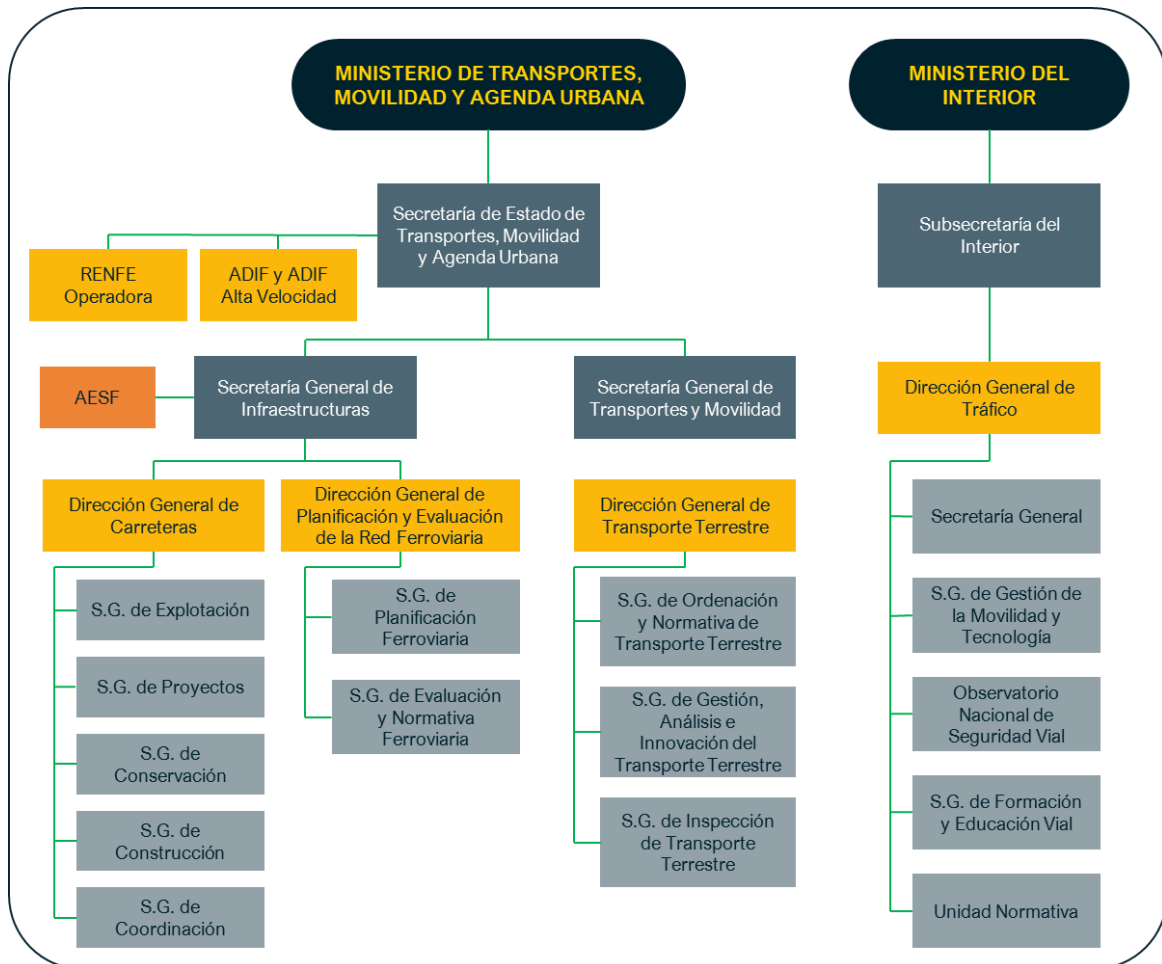 MINISTERIO DE TRANSPORTES,
MOVILIDAD Y AGENDA URBANA
MINISTERIO DEL
INTERIOR
Secretaría de Estado de
Transportes, Movilidad
y Agenda Urbana
Subsecretaría del
Interior
RENFE
Operadora
ADIF y ADIF
Alta Velocidad
AESF
Secretaría General de
Infraestructuras
Secretaría General de
Transportes y Movilidad
Dirección General de
Tráfico
Dirección General de
Carreteras
Dirección General de
Planificación y Evaluación
de la Red Ferroviaria
Dirección General de
Transporte Terrestre
S.G. de Explotación
S.G. de Proyectos
S.G. de
Conservación
S.G. de
Construcción
S.G. de
Coordinación
S.G. de
Planificación
Ferroviaria
S.G. de Evaluación
y Normativa
Ferroviaria
S.G. de Ordenación
y Normativa de
Transporte Terrestre
S.G. de Gestión,
Análisis e
Innovación del
Transporte Terrestre
S.G. de Inspección
de Transporte
Terrestre
Secretaría General
S.G. de Gestión de
la Movilidad y
Tecnología
Observatorio
Nacional de
Seguridad Vial
S.G. de Formación
y Educación Vial
Unidad Normativa